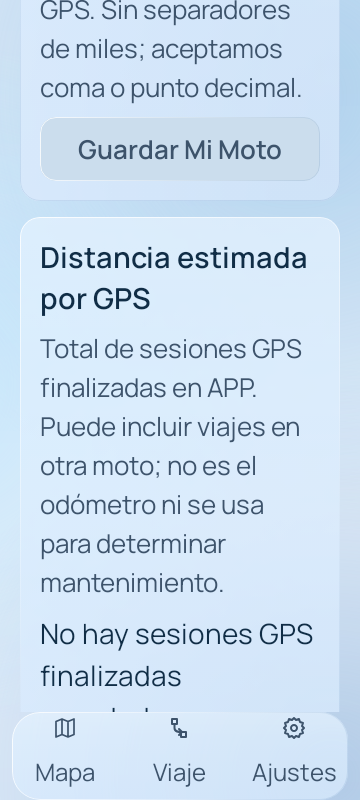 GPS. Sin separadores
de miles; aceptamos
coma o punto decimal.
Guardar Mi Moto
Distancia estimada
por GPS
Total de sesiones GPS
finalizadas en APP.
Puede incluir viajes en
otra moto; no es el
odómetro ni se usa
para determinar
mantenimiento.
No hay sesiones GPS
finalizadas
Mapa
Viaje
Ajustes